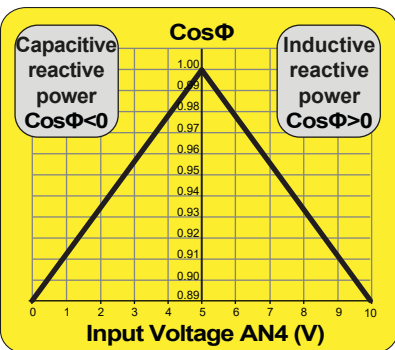 CosΦ
Capacitive
reactive
power
CosΦ<0
Inductive
reactive
power
CosΦ>0
1.00
0.99
0.98
0.97
0.96
0.95
0.94
0.93
0.92
0.91
0.90
0.89
0 1 2 3 4 5 6 7 8 9 10
Input Voltage AN4 (V)